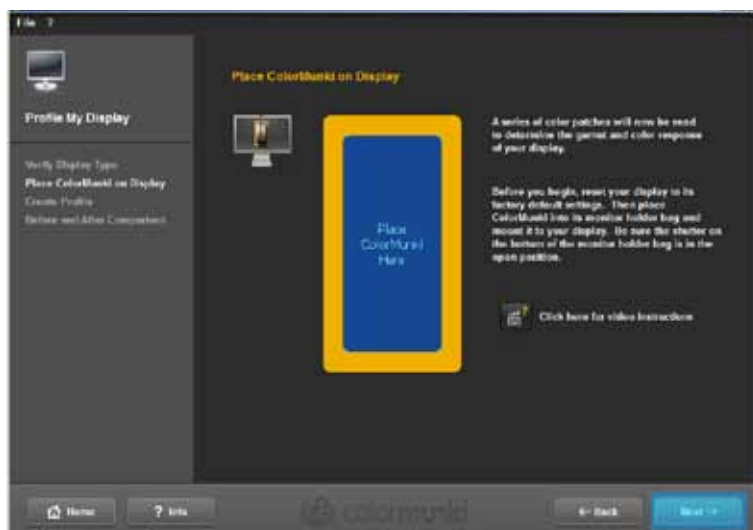 File ?
Profile My Display
Verify Display Type
Place ColorMunki on Display
Create Profile
Before and After Comparison
Place ColorMunki on Display
Place
ColorMunki
Here
A series of color patches will now be read
to determine the gamut and color response
of your display.
Before you begin, reset your display to its
factory default settings. Then place
ColorMunki into its monitor holder bag and
mount it to your display. Be sure the shutter on
the bottom of the monitor holder bag is in the
open position.
Click here for video instructions
Home
? Info
colormunki
<- Back
Next ->